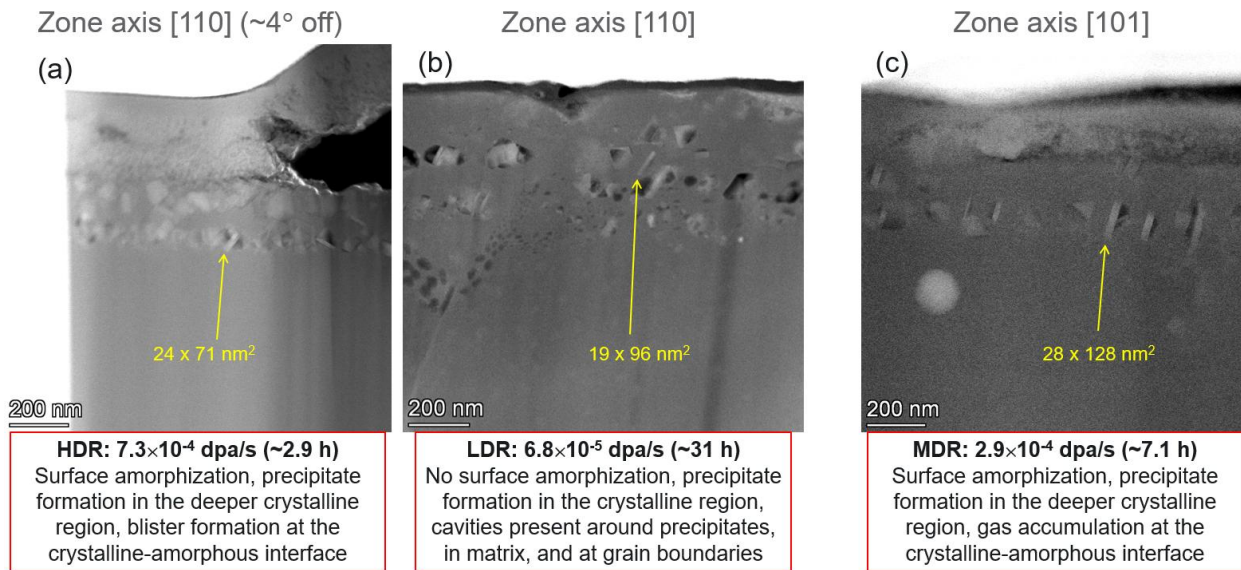 Zone axis [110] (~4° off)
Zone axis [110]
Zone axis [101]
(a)
(b)
(c)
24 x 71 nm²
19 x 96 nm²
28 x 128 nm²
200 nm
200 nm
200 nm
HDR: 7.3×10⁻⁴ dpa/s (~2.9 h)
Surface amorphization, precipitate
formation in the deeper crystalline
region, blister formation at the
crystalline-amorphous interface
LDR: 6.8×10⁻⁵ dpa/s (~31 h)
No surface amorphization, precipitate
formation in the crystalline region,
cavities present around precipitates,
in matrix, and at grain boundaries
MDR: 2.9×10⁻⁴ dpa/s (~7.1 h)
Surface amorphization, precipitate
formation in the deeper crystalline
region, gas accumulation at the
crystalline-amorphous interface